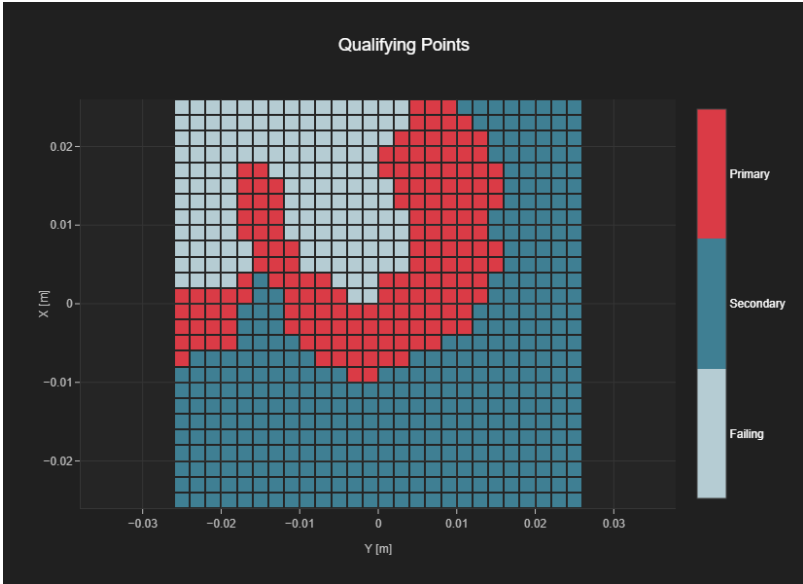 Qualifying Points
0.02
0.01
0
−0.01
−0.02
X [m]
−0.03
−0.02
−0.01
0
0.01
0.02
0.03
Y [m]
Primary
Secondary
Failing